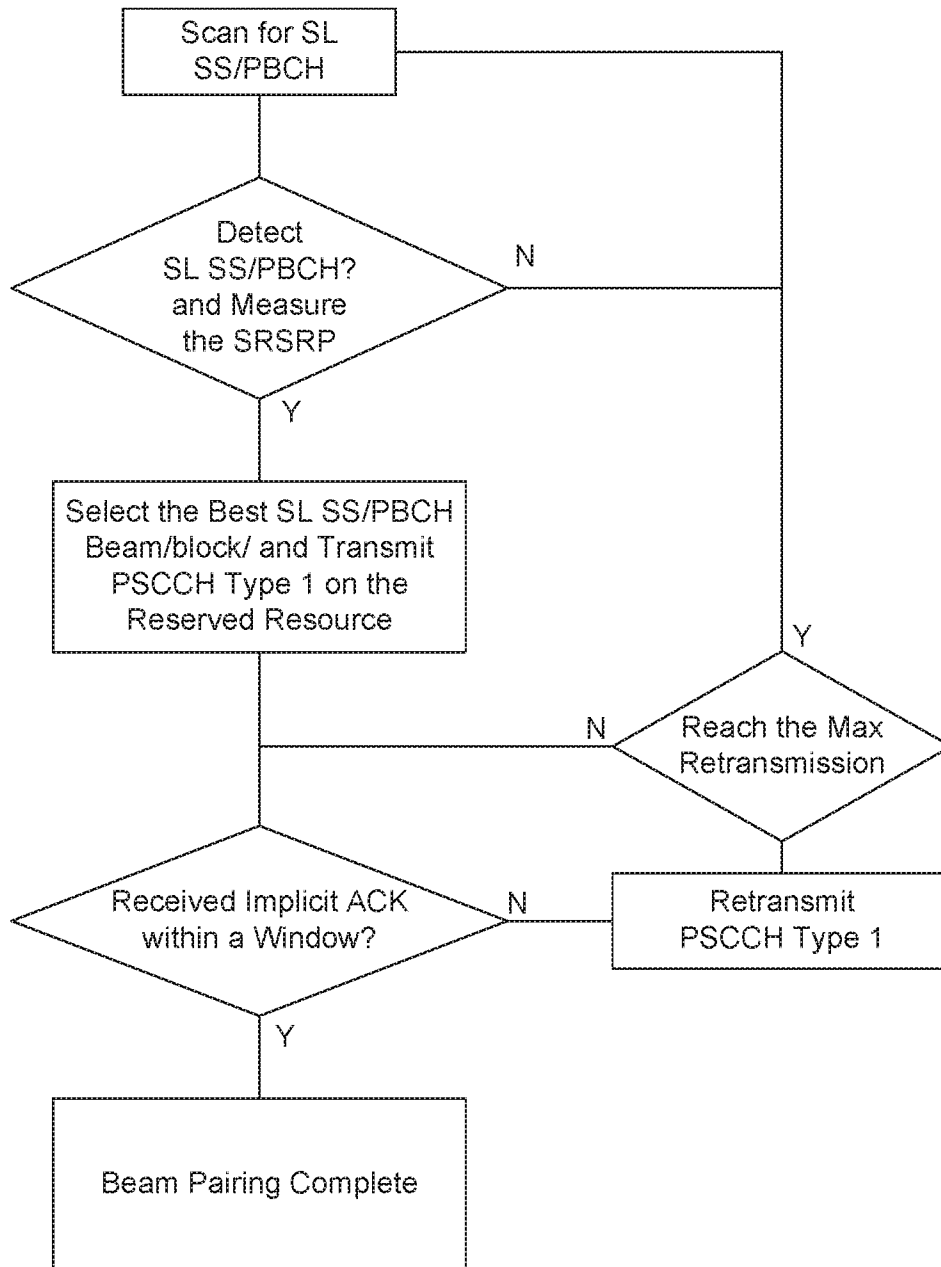 Scan for SL
SS/PBCH
Detect
SL SS/PBCH?
and Measure
the SRSRP
N
Y
Select the Best SL SS/PBCH
Beam/block/ and Transmit
PSCCH Type 1 on the
Reserved Resource
Y
N
Reach the Max
Retransmission
Received Implicit ACK
within a Window?
N
Retransmit
PSCCH Type 1
Y
Beam Pairing Complete